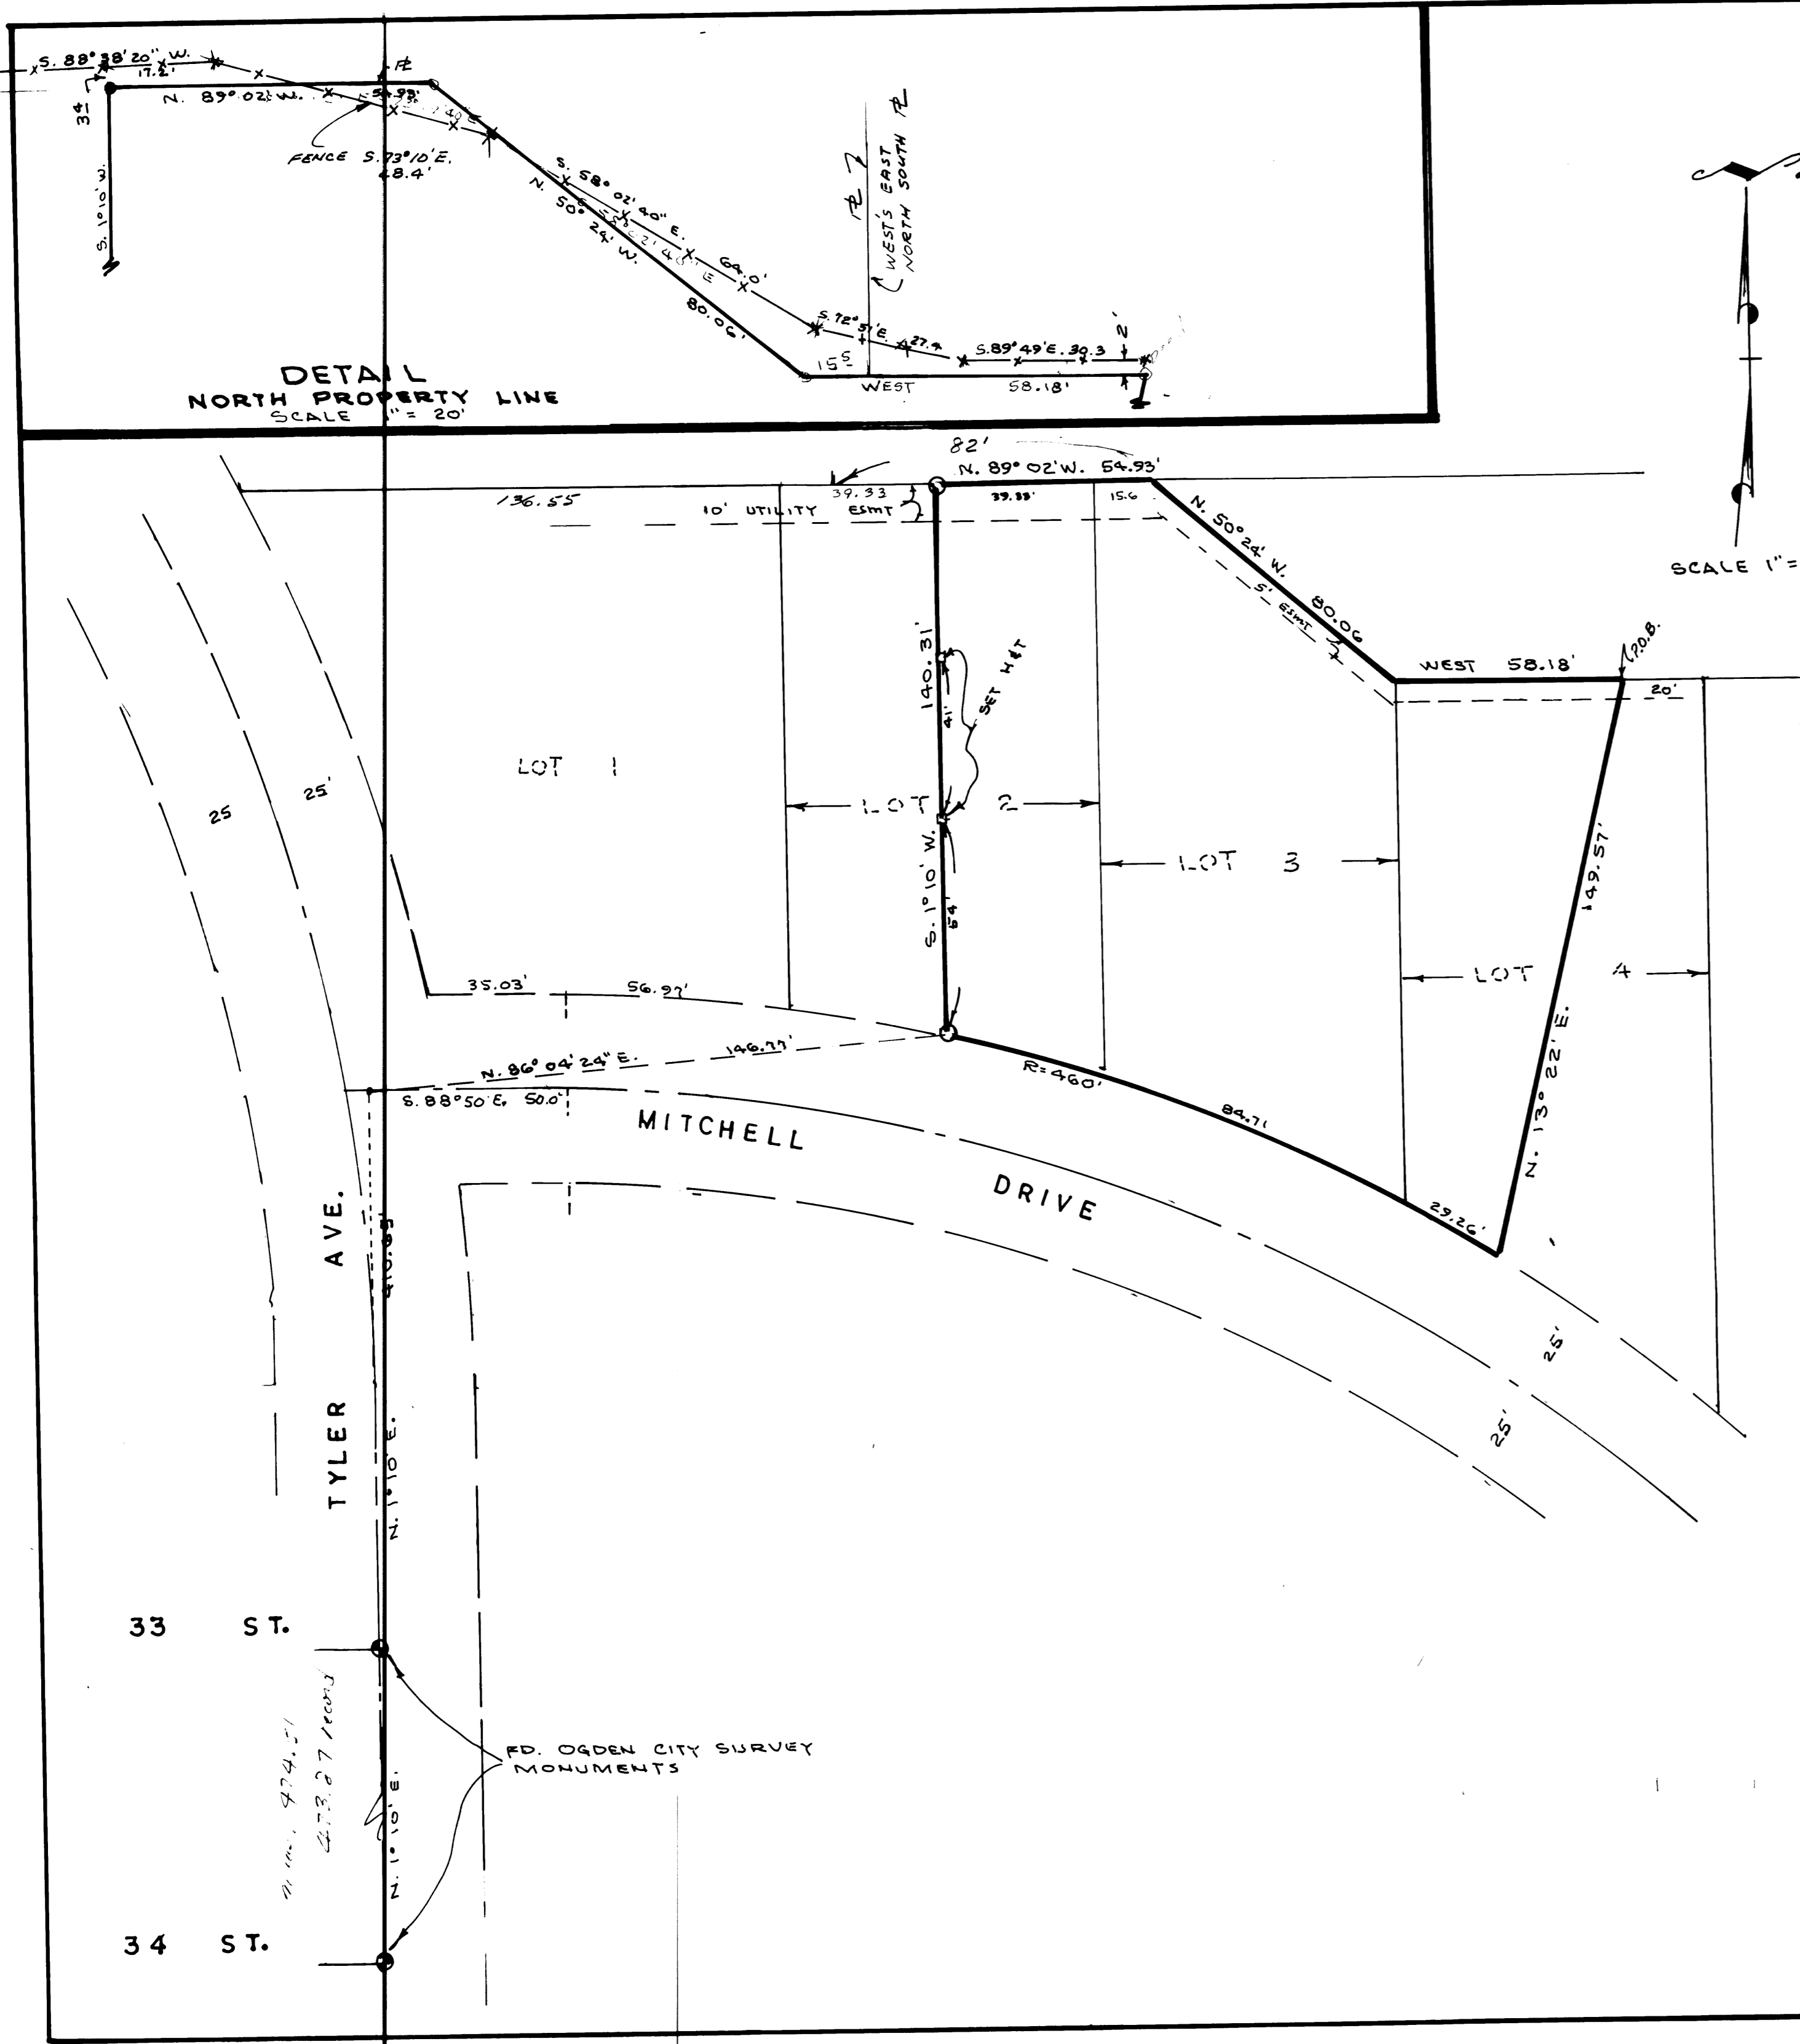 S. 88° 38' 20" W.
17.2'
N. 89° 02' W.
54.93'
34
S. 1° 10' W.
FENCE S. 73° 10' E.
48.4'
S. 58° 02' 40" E. 64.0'
N. 50° 24' W. 80.06'
WEST'S EAST
NORTH SOUTH
S. 72° 51' E. 27.4
S. 89° 49' E. 30.3
2'
15 5
WEST 58.18'
DETAIL
NORTH PROPERTY LINE
SCALE 1" = 20'
82'
N. 89° 02' W. 54.93'
136.55
39.33
39.33'
15.6
10' UTILITY ESMT
N. 50° 24' W. 80.06
5' ESMT
SCALE 1" =
P.O.B.
WEST 58.18'
20'
140.31'
41'
SET H&T
25
25'
LOT 1
LOT 2
LOT 3
LOT 4
S. 1° 10' W.
54'
149.57'
N. 13° 22' E.
35.03'
56.97'
N. 86° 04' 24" E. 146.77'
S. 88° 50' E. 50.0'
R=460'
84.71
29.26'
MITCHELL DRIVE
25'
25'
TYLER AVE.
N. 1° 10' E.
33 ST.
474.51
473.87 record
FD. OGDEN CITY SURVEY
MONUMENTS
N. 1° 10' E.
34 ST.